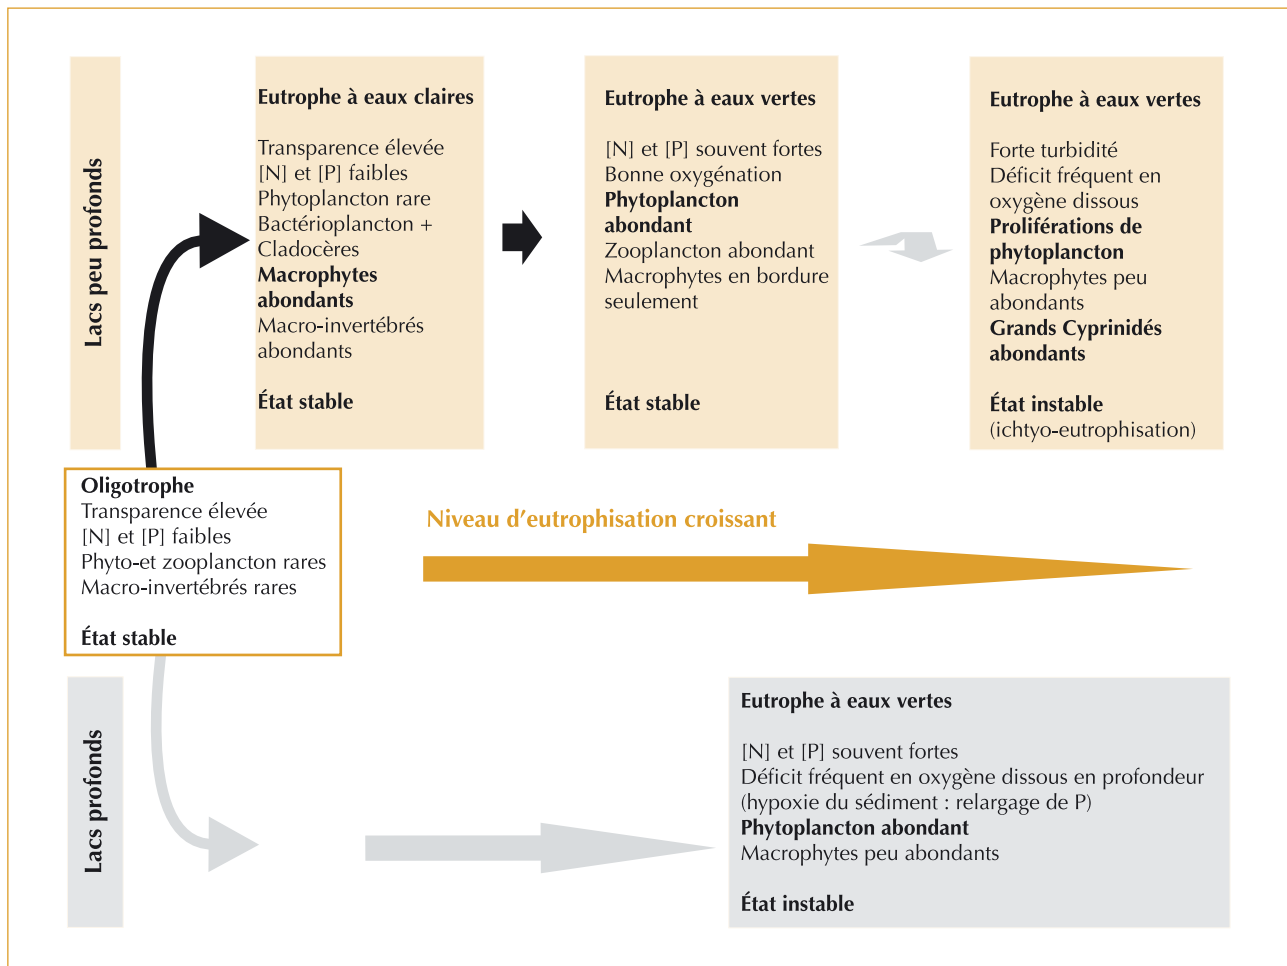 Lacs peu profonds
Eutrophe à eaux claires
Transparence élevée
[N] et [P] faibles
Phytoplancton rare
Bactérioplancton +
Cladocères
Macrophytes
abondants
Macro-invertébrés
abondants
État stable
Eutrophe à eaux vertes
[N] et [P] souvent fortes
Bonne oxygénation
Phytoplancton
abondant
Zooplancton abondant
Macrophytes en bordure
seulement
État stable
Eutrophe à eaux vertes
Forte turbidité
Déficit fréquent en
oxygène dissous
Proliférations de
phytoplancton
Macrophytes peu
abondants
Grands Cyprinidés
abondants
État instable
(ichtyo-eutrophisation)
Oligotrophe
Transparence élevée
[N] et [P] faibles
Phyto-et zooplancton rares
Macro-invertébrés rares
État stable
Niveau d’eutrophisation croissant
Lacs profonds
Eutrophe à eaux vertes
[N] et [P] souvent fortes
Déficit fréquent en oxygène dissous en profondeur
(hypoxie du sédiment : relargage de P)
Phytoplancton abondant
Macrophytes peu abondants
État instable